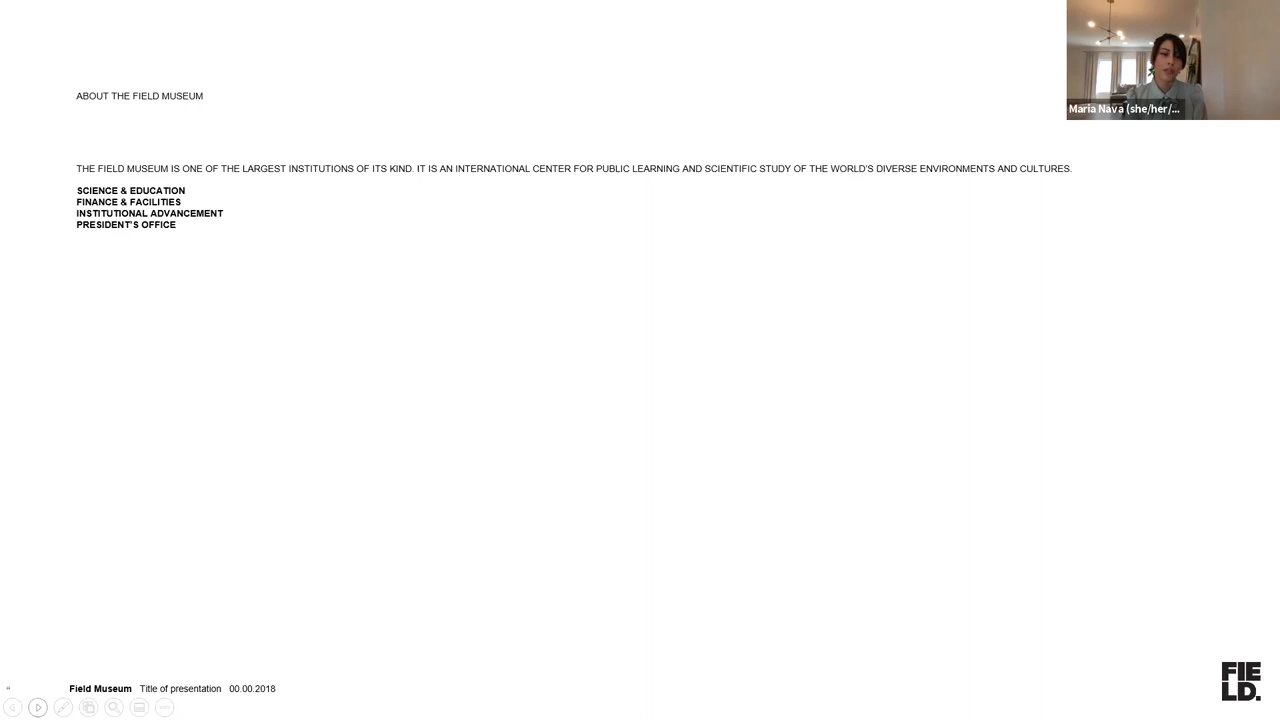 ABOUT THE FIELD MUSEUM
Maria Nava (she/her/...
THE FIELD MUSEUM IS ONE OF THE LARGEST INSTITUTIONS OF ITS KIND. IT IS AN INTERNATIONAL CENTER FOR PUBLIC LEARNING AND SCIENTIFIC STUDY OF THE WORLD'S DIVERSE ENVIRONMENTS AND CULTURES.
SCIENCE & EDUCATION
FINANCE & FACILITIES
INSTITUTIONAL ADVANCEMENT
PRESIDENT'S OFFICE
Field Museum Title of presentation 00.00.2018
FIE
LD.